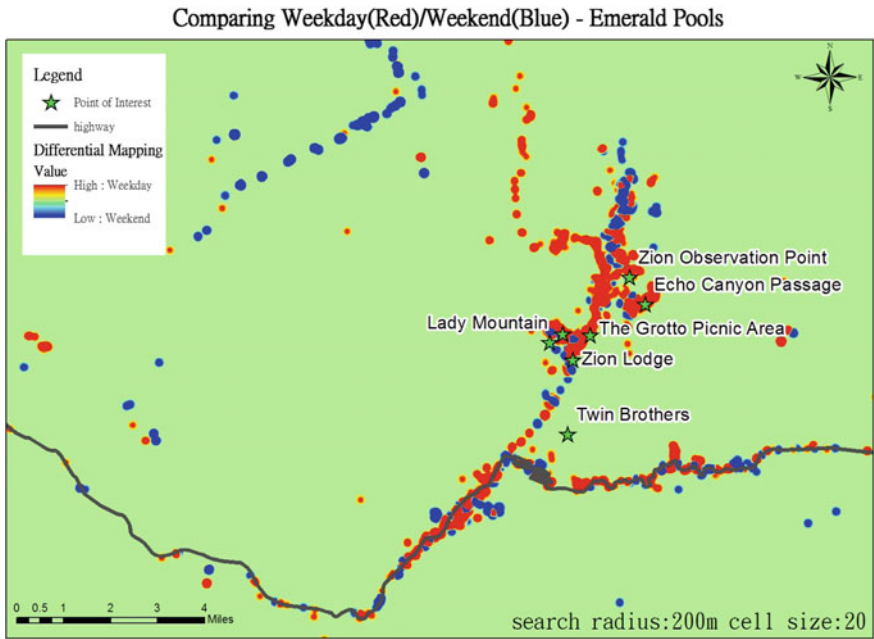 Comparing Weekday(Red)/Weekend(Blue) - Emerald Pools
Legend
Point of Interest
highway
Differential Mapping
Value
High : Weekday
Low : Weekend
N
W E
S
Zion Observation Point
Echo Canyon Passage
Lady Mountain
The Grotto Picnic Area
Zion Lodge
Twin Brothers
0 0.5 1 2 3 4
Miles
search radius:200m cell size:20